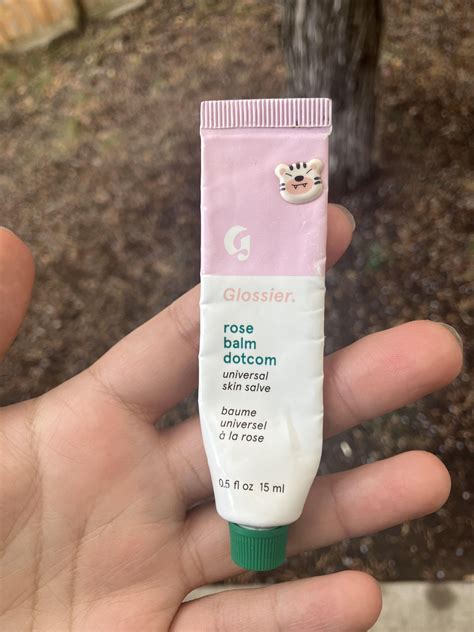 G
Glossier.
rose
balm
dotcom
universal
skin salve
baume
universel
à la rose
0.5 fl oz 15 ml